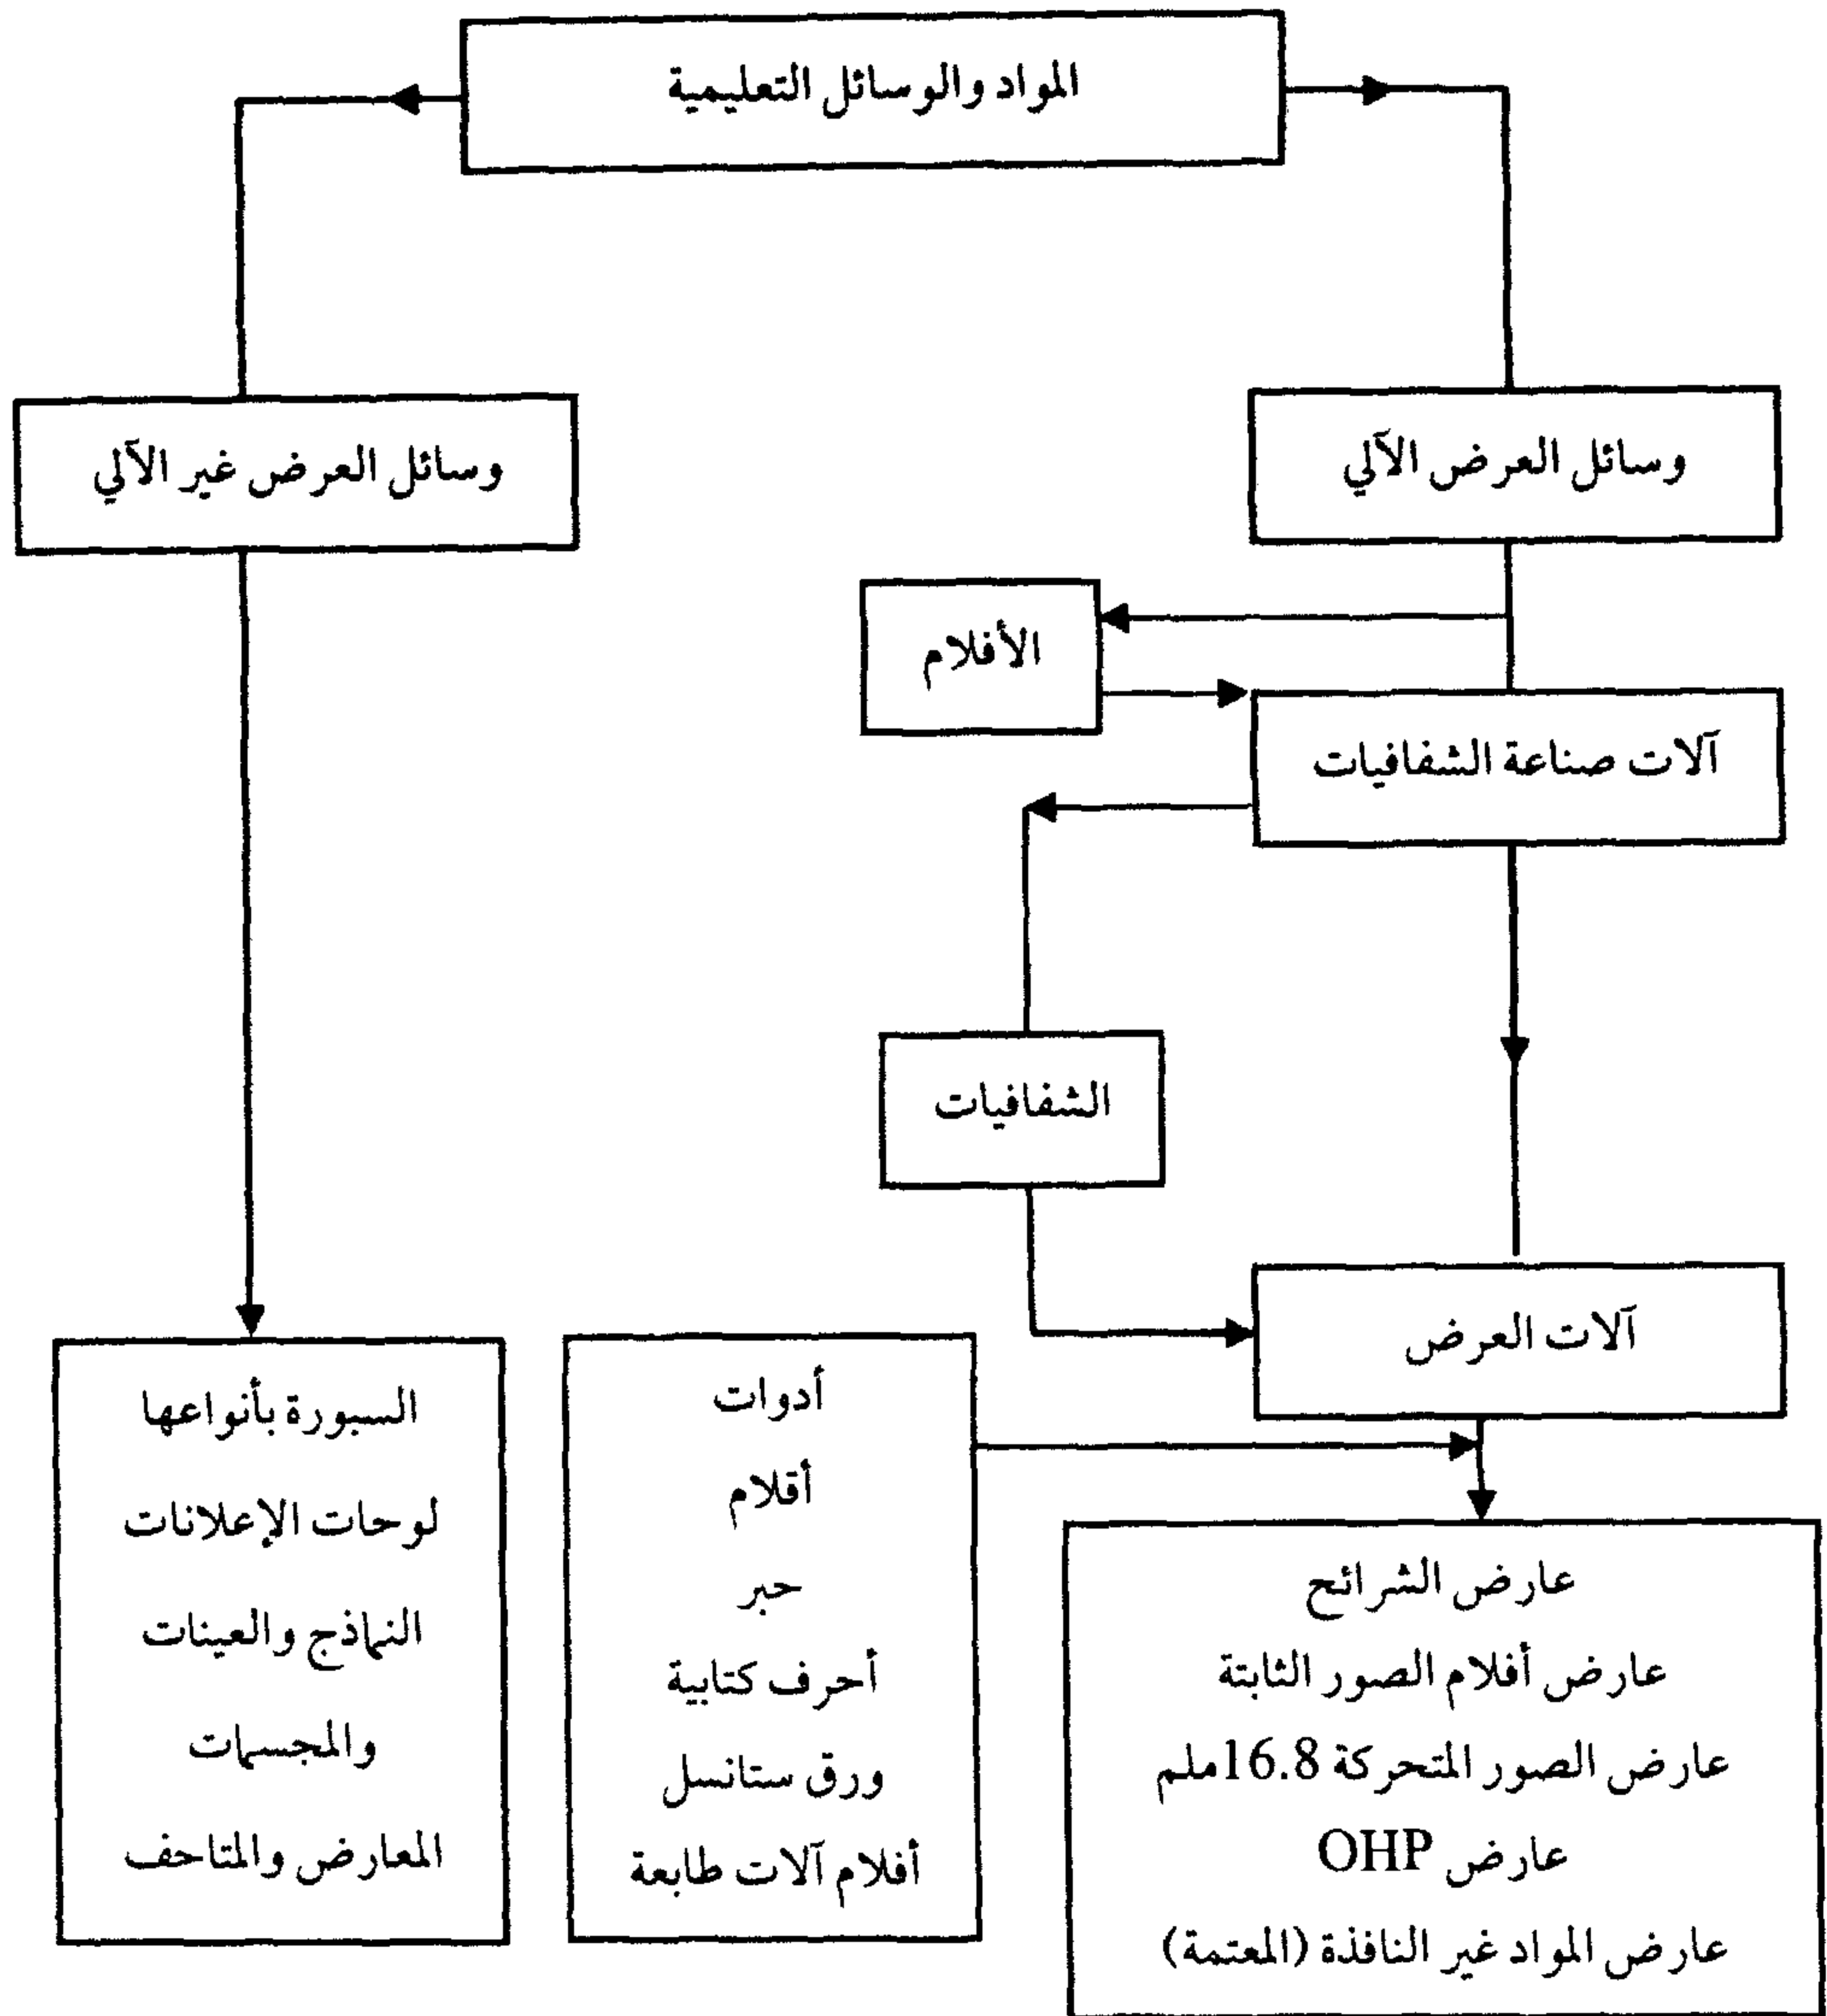 المواد والوسائل التعليمية
وسائل العرض الآلي
وسائل العرض غير الآلي
الأفلام
آلات صناعة الشفافيات
الشفافيات
آلات العرض
عارض الشرائح
عارض أفلام الصور الثابتة
عارض الصور المتحركة 16.8ملم
عارض OHP
عارض المواد غير النافذة (المعتمة)
أدوات
أقلام
حبر
أحرف كتابية
ورق ستانسل
أفلام آلات طابعة
السبورة بأنواعها
لوحات الإعلانات
النماذج والعينات
والمجسمات
المعارض والمتاحف